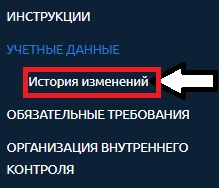 ИНСТРУКЦИИ
УЧЕТНЫЕ ДАННЫЕ
История изменений
ОБЯЗАТЕЛЬНЫЕ ТРЕБОВАНИЯ
ОРГАНИЗАЦИЯ ВНУТРЕННЕГО
КОНТРОЛЯ